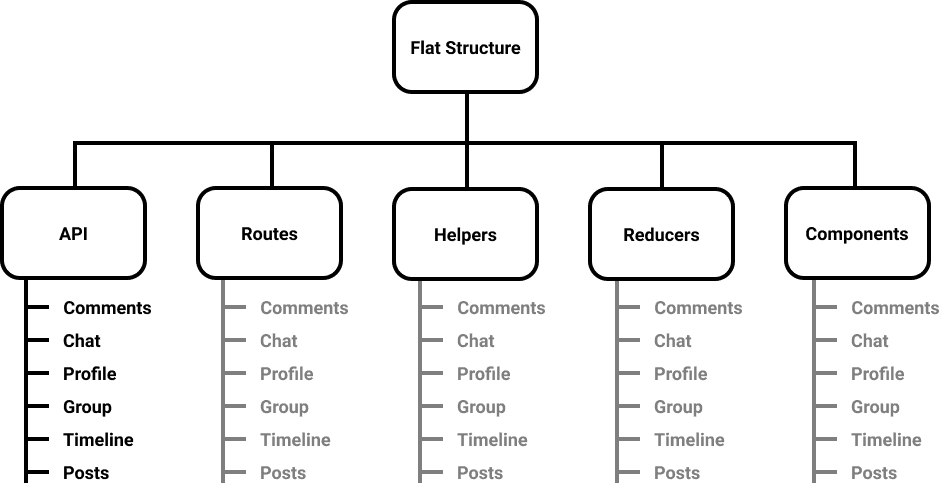 Flat Structure
API
Routes
Helpers
Reducers
Components
Comments
Chat
Profile
Group
Timeline
Posts
Comments
Chat
Profile
Group
Timeline
Posts
Comments
Chat
Profile
Group
Timeline
Posts
Comments
Chat
Profile
Group
Timeline
Posts
Comments
Chat
Profile
Group
Timeline
Posts